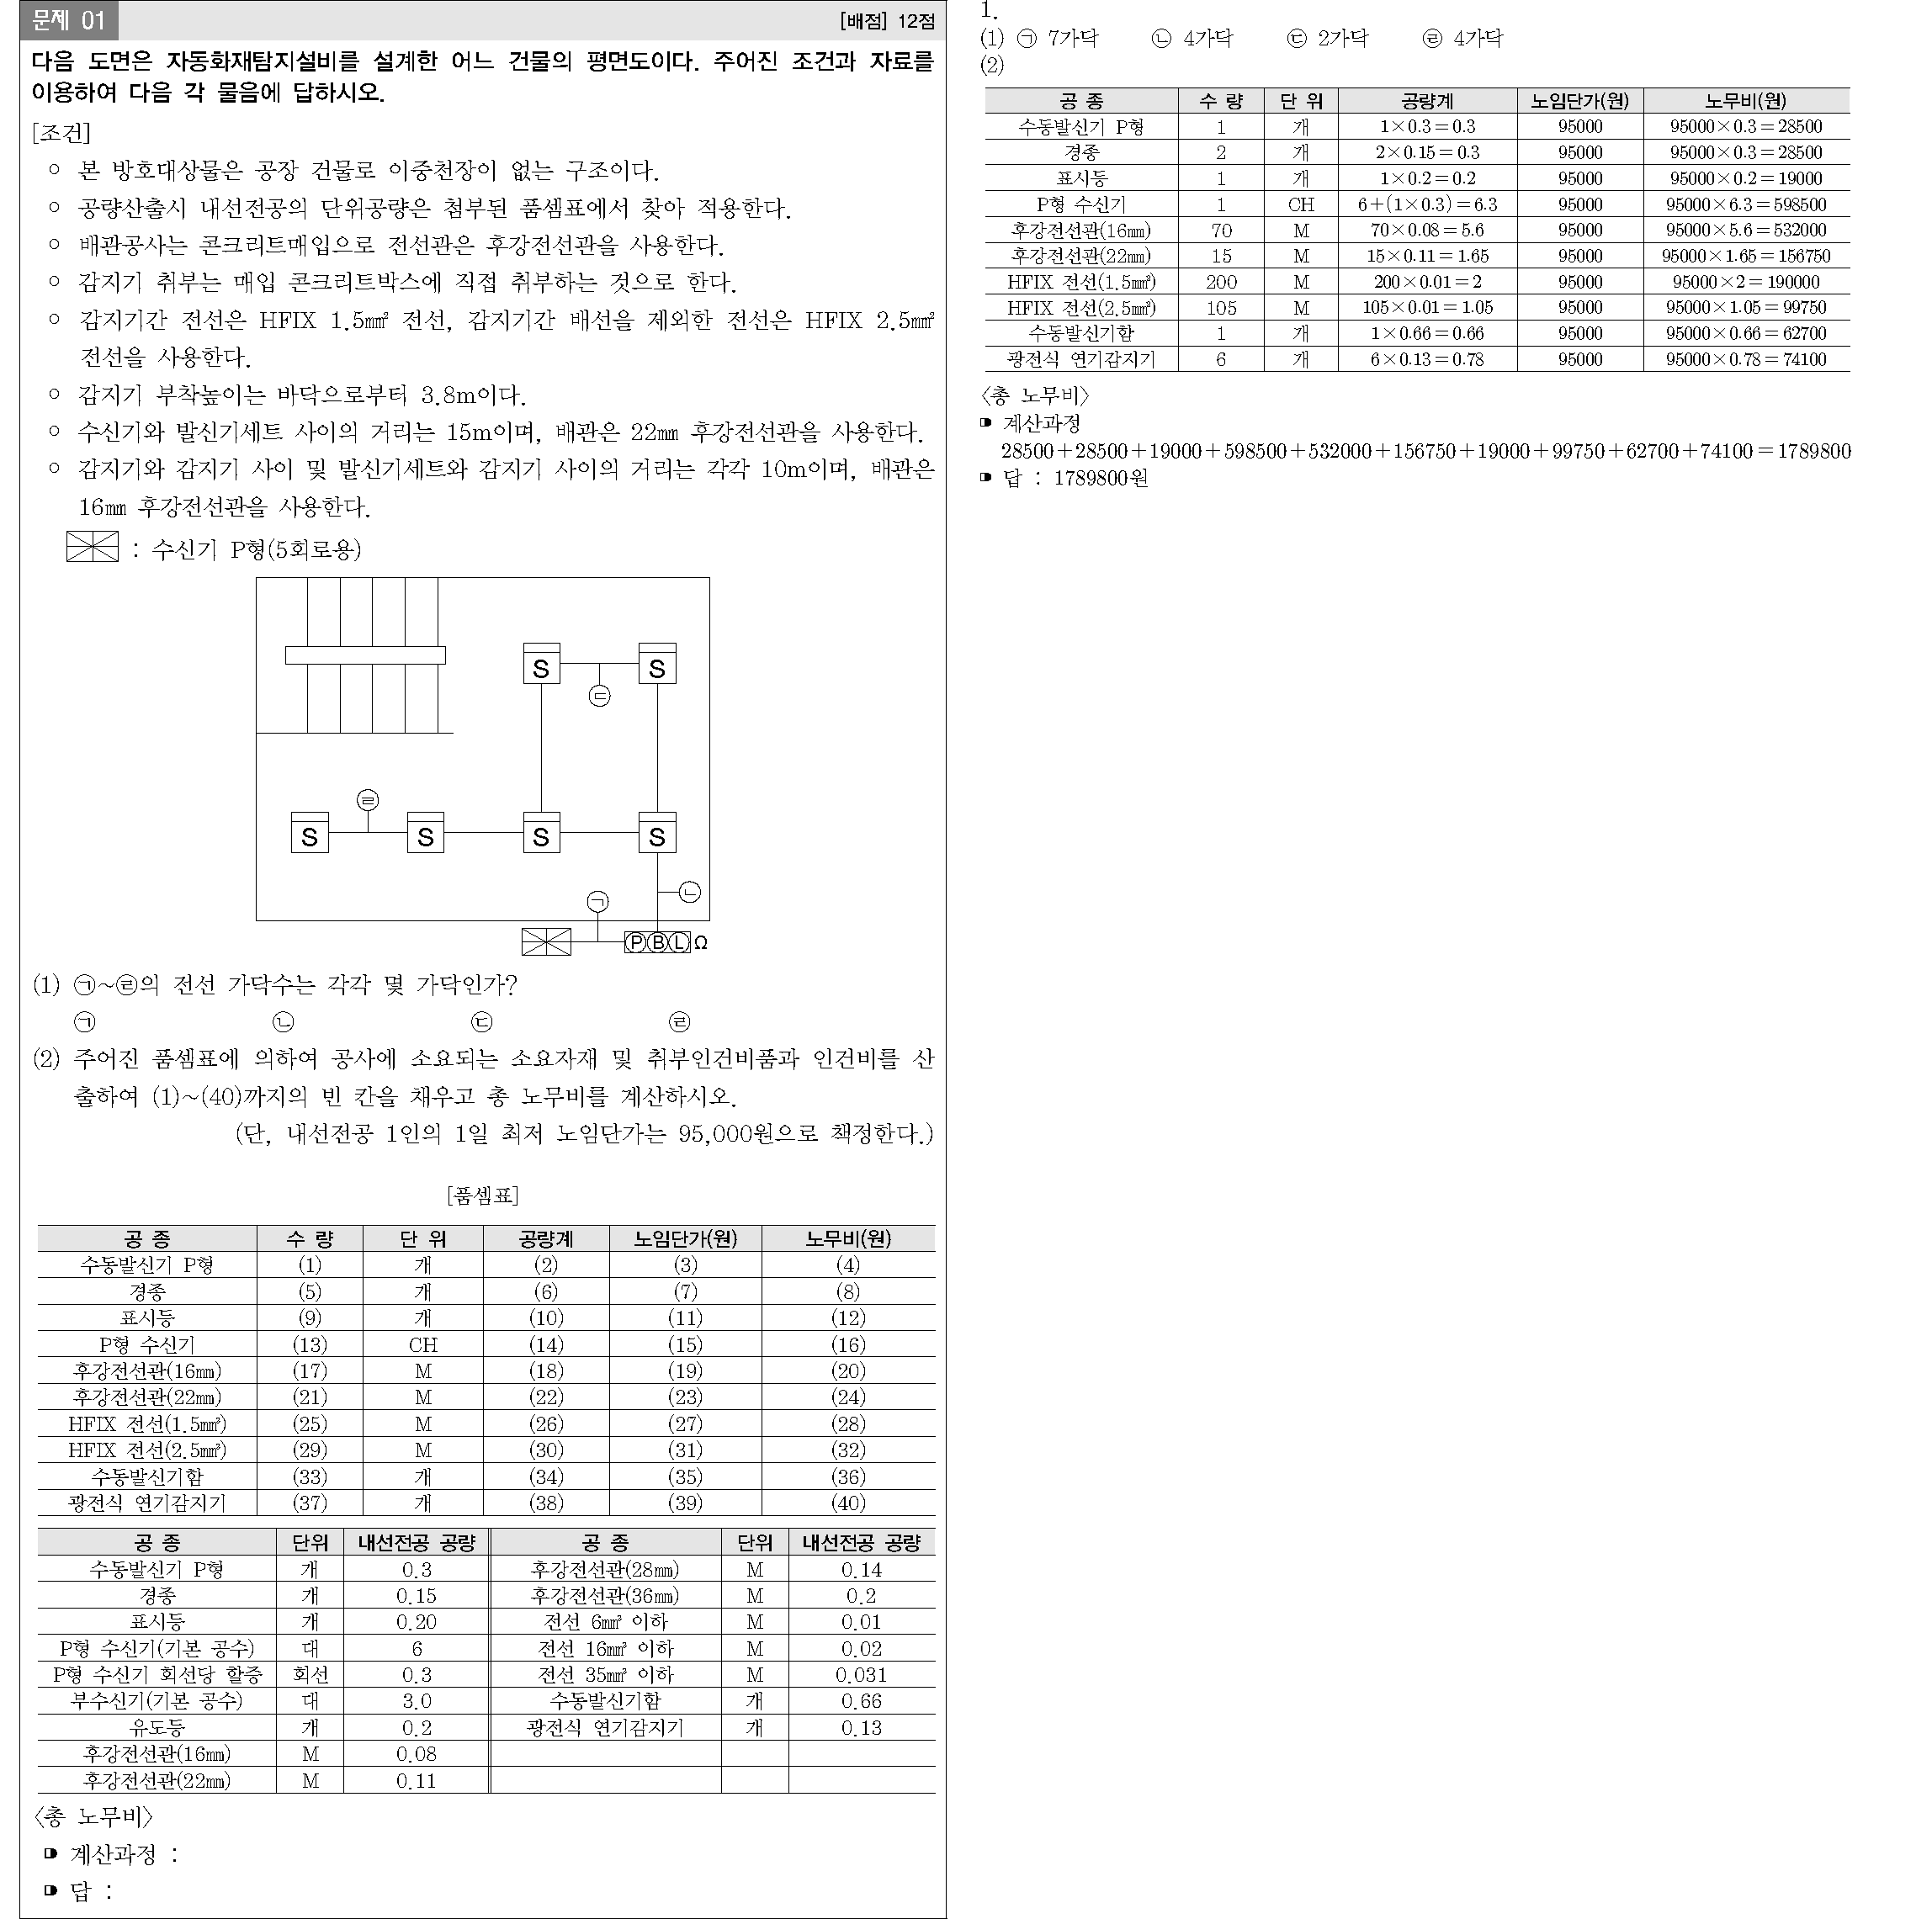 문제 01 [배점] 12점
다음 도면은 자동화재탐지설비를 설계한 어느 건물의 평면도이다. 주어진 조건과 자료를
이용하여 다음 각 물음에 답하시오.
[조건]
○ 본 방호대상물은 공장 건물로 이중천장이 없는 구조이다.
○ 공량산출시 내선전공의 단위공량은 첨부된 품셈표에서 찾아 적용한다.
○ 배관공사는 콘크리트매입으로 전선관은 후강전선관을 사용한다.
○ 감지기 취부는 매입 콘크리트박스에 직접 취부하는 것으로 한다.
○ 감지기간 전선은 HFIX 1.5㎟ 전선, 감지기간 배선을 제외한 전선은 HFIX 2.5㎟
전선을 사용한다.
○ 감지기 부착높이는 바닥으로부터 3.8m이다.
○ 수신기와 발신기세트 사이의 거리는 15m이며, 배관은 22㎜ 후강전선관을 사용한다.
○ 감지기와 감지기 사이 및 발신기세트와 감지기 사이의 거리는 각각 10m이며, 배관은
16㎜ 후강전선관을 사용한다.
: 수신기 P형(5회로용)
S S
㉢
㉣
S S S S
㉡
㉠
Ⓟ Ⓑ Ⓛ Ω
(1) ㉠~㉣의 전선 가닥수는 각각 몇 가닥인가?
㉠ ㉡ ㉢ ㉣
(2) 주어진 품셈표에 의하여 공사에 소요되는 소요자재 및 취부인건비품과 인건비를 산
출하여 (1)~(40)까지의 빈 칸을 채우고 총 노무비를 계산하시오.
(단, 내선전공 1인의 1일 최저 노임단가는 95,000원으로 책정한다.)
[품셈표]
공 종 수 량 단 위 공량계 노임단가(원) 노무비(원)
수동발신기 P형 (1) 개 (2) (3) (4)
경종 (5) 개 (6) (7) (8)
표시등 (9) 개 (10) (11) (12)
P형 수신기 (13) CH (14) (15) (16)
후강전선관(16㎜) (17) M (18) (19) (20)
후강전선관(22㎜) (21) M (22) (23) (24)
HFIX 전선(1.5㎟) (25) M (26) (27) (28)
HFIX 전선(2.5㎟) (29) M (30) (31) (32)
수동발신기함 (33) 개 (34) (35) (36)
광전식 연기감지기 (37) 개 (38) (39) (40)
공 종 단위 내선전공 공량 공 종 단위 내선전공 공량
수동발신기 P형 개 0.3 후강전선관(28㎜) M 0.14
경종 개 0.15 후강전선관(36㎜) M 0.2
표시등 개 0.20 전선 6㎟ 이하 M 0.01
P형 수신기(기본 공수) 대 6 전선 16㎟ 이하 M 0.02
P형 수신기 회선당 할증 회선 0.3 전선 35㎟ 이하 M 0.031
부수신기(기본 공수) 대 3.0 수동발신기함 개 0.66
유도등 개 0.2 광전식 연기감지기 개 0.13
후강전선관(16㎜) M 0.08
후강전선관(22㎜) M 0.11
〈총 노무비〉
계산과정 :
답 :
1.
(1) ㉠ 7가닥 ㉡ 4가닥 ㉢ 2가닥 ㉣ 4가닥
(2)
공 종 수 량 단 위 공량계 노임단가(원) 노무비(원)
수동발신기 P형 1 개 1×0.3=0.3 95000 95000×0.3=28500
경종 2 개 2×0.15=0.3 95000 95000×0.3=28500
표시등 1 개 1×0.2=0.2 95000 95000×0.2=19000
P형 수신기 1 CH 6+(1×0.3)=6.3 95000 95000×6.3=598500
후강전선관(16㎜) 70 M 70×0.08=5.6 95000 95000×5.6=532000
후강전선관(22㎜) 15 M 15×0.11=1.65 95000 95000×1.65=156750
HFIX 전선(1.5㎟) 200 M 200×0.01=2 95000 95000×2=190000
HFIX 전선(2.5㎟) 105 M 105×0.01=1.05 95000 95000×1.05=99750
수동발신기함 1 개 1×0.66=0.66 95000 95000×0.66=62700
광전식 연기감지기 6 개 6×0.13=0.78 95000 95000×0.78=74100
〈총 노무비〉
계산과정
28500+28500+19000+598500+532000+156750+19000+99750+62700+74100=1789800
답 : 1789800원